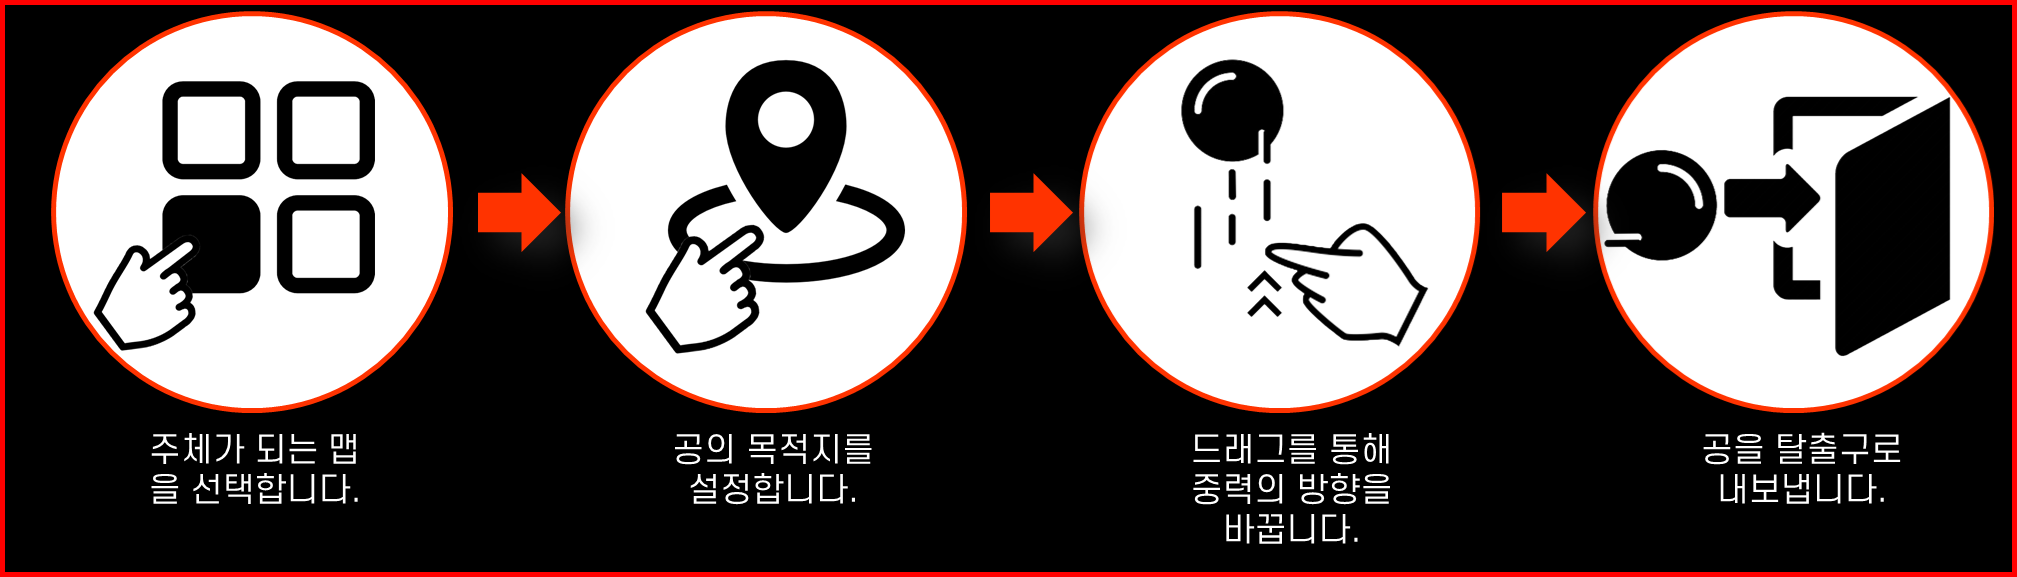 주체가 되는 맵
을 선택합니다.
공의 목적지를
설정합니다.
드래그를 통해
중력의 방향을
바꿉니다.
공을 탈출구로
내보냅니다.